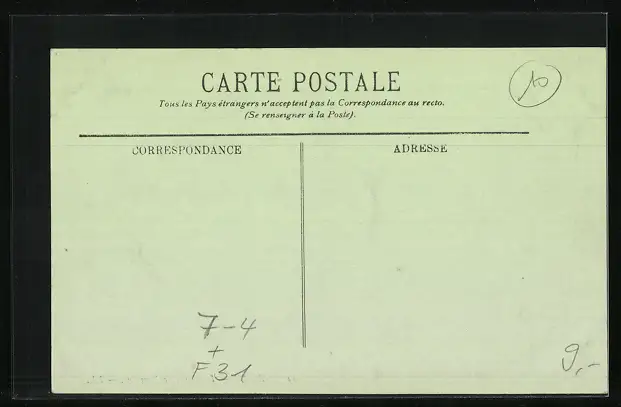 CARTE POSTALE
10
Tous les Pays étrangers n'acceptent pas la Correspondance au recto.
(Se renseigner à la Poste).
CORRESPONDANCE
ADRESSE
7-4
+
F31
9,-